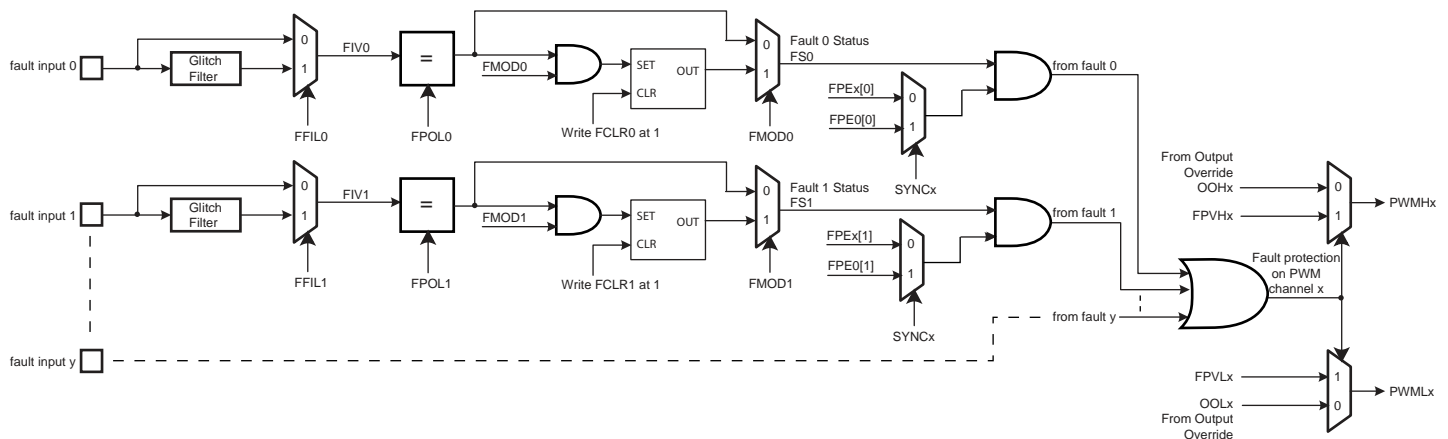 fault input 0
Glitch
Filter
0
1
FFIL0
FIV0
=
FPOL0
FMOD0
SET
OUT
CLR
Write FCLR0 at 1
0
1
FMOD0
Fault 0 Status
FS0
FPEx[0]
FPE0[0]
0
1
SYNCx
from fault 0
fault input 1
Glitch
Filter
0
1
FFIL1
FIV1
=
FPOL1
FMOD1
SET
OUT
CLR
Write FCLR1 at 1
0
1
FMOD1
Fault 1 Status
FS1
FPEx[1]
FPE0[1]
0
1
SYNCx
from fault 1
fault input y
from fault y
Fault protection
on PWM
channel x
From Output
Override
OOHx
FPVHx
0
1
PWMHx
FPVLx
OOLx
From Output
Override
1
0
PWMLx